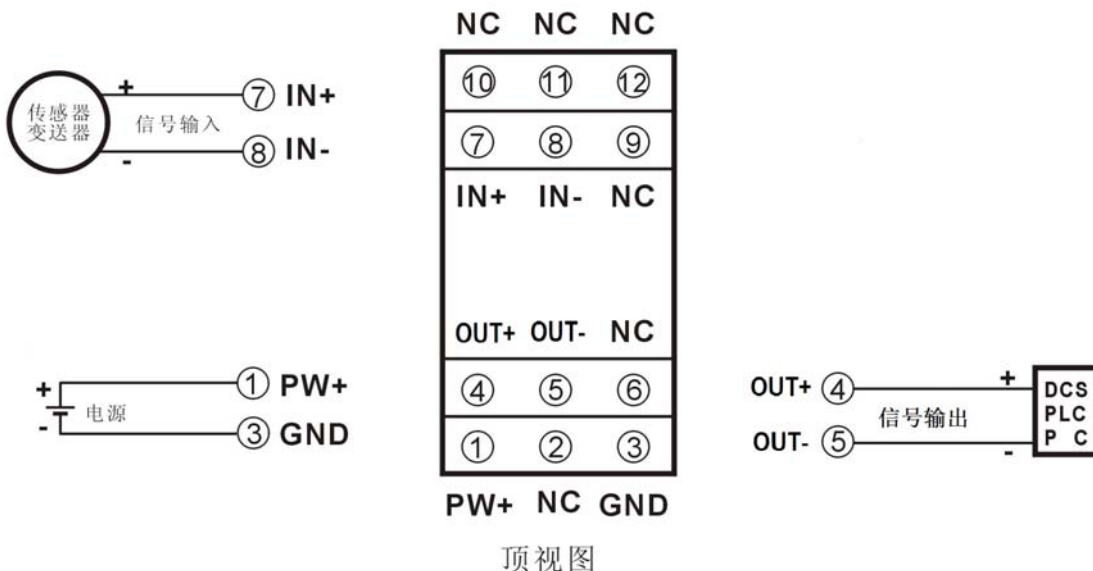 NC NC NC
⑩ ⑪ ⑫
⑦ ⑧ ⑨
IN+ IN- NC
OUT+ OUT- NC
④ ⑤ ⑥
① ② ③
PW+ NC GND
顶视图
传感器
变送器
+
信号输入
-
⑦ IN+
⑧ IN-
+
电源
-
① PW+
③ GND
OUT+ ④
信号输出
OUT- ⑤
+
-
DCS
PLC
P C